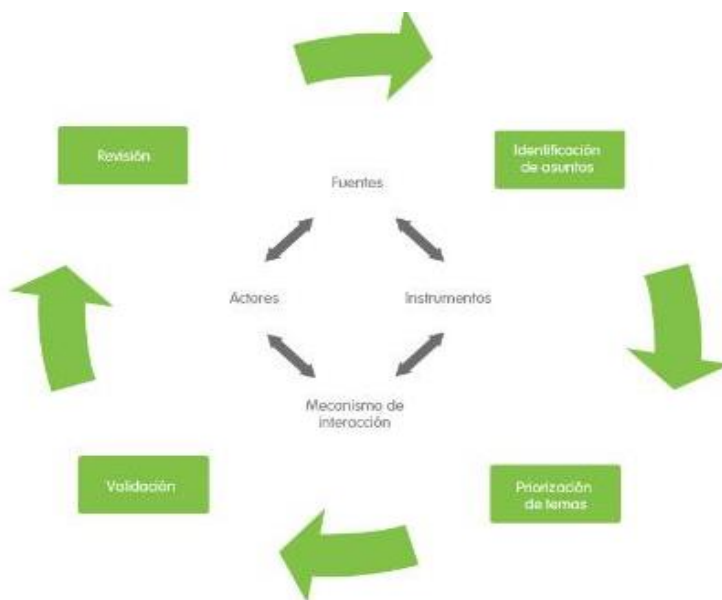 Revisión
Identificación
de asuntos
Fuentes
Actores
Instrumentos
Mecanismo de
interacción
Validación
Priorización
de temas